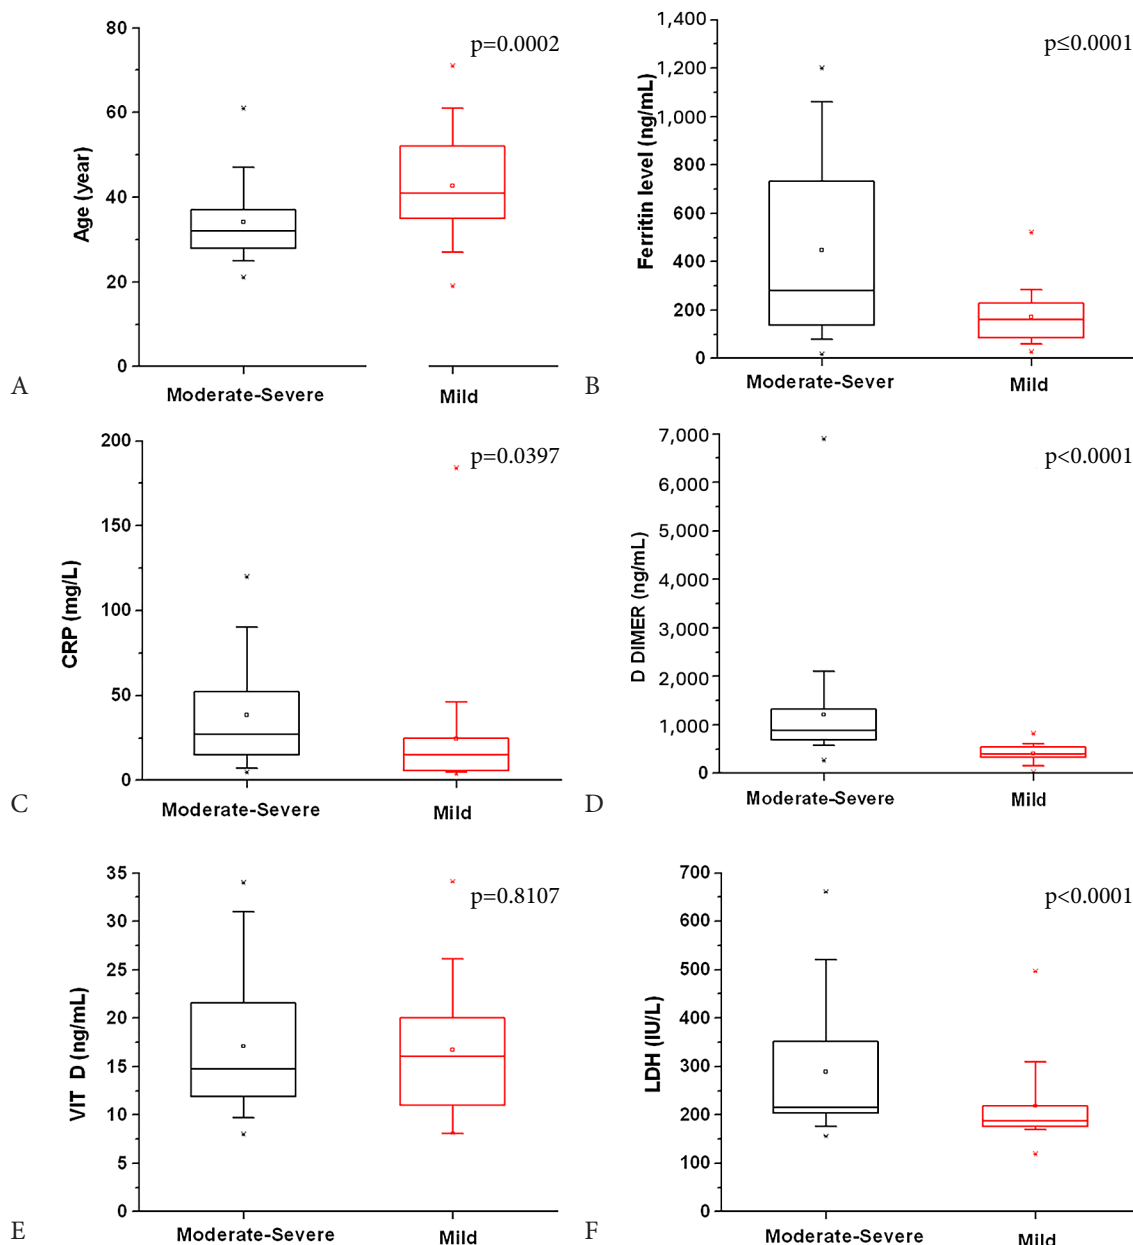 80
60
40
20
0
Age (year)
p=0.0002
Moderate-Severe
Mild
A
1,400
1,200
1,000
800
600
400
200
0
Ferritin level (ng/mL)
p≤0.0001
Moderate-Sever
Mild
B
200
150
100
50
0
CRP (mg/L)
p=0.0397
Moderate-Severe
Mild
C
7,000
6,000
5,000
4,000
3,000
2,000
1,000
0
D DIMER (ng/mL)
p<0.0001
Moderate-Severe
Mild
D
35
30
25
20
15
10
5
0
VIT D (ng/mL)
p=0.8107
Moderate-Severe
Mild
E
700
600
500
400
300
200
100
0
LDH (IU/L)
p<0.0001
Moderate-Severe
Mild
F